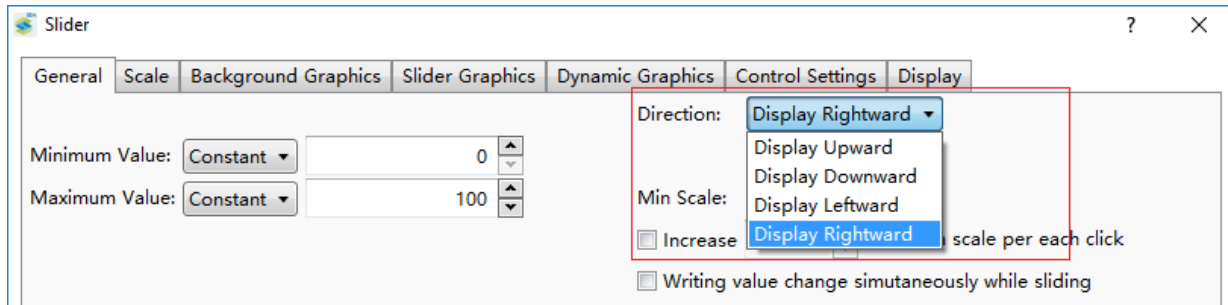 Slider
?
General Scale Background Graphics Slider Graphics Dynamic Graphics Control Settings Display
Direction: Display Rightward
Display Upward
Minimum Value: Constant 0
Display Downward
Maximum Value: Constant 100
Min Scale:
Display Leftward
Display Rightward
Increase scale per each click
Writing value change simutaneously while sliding